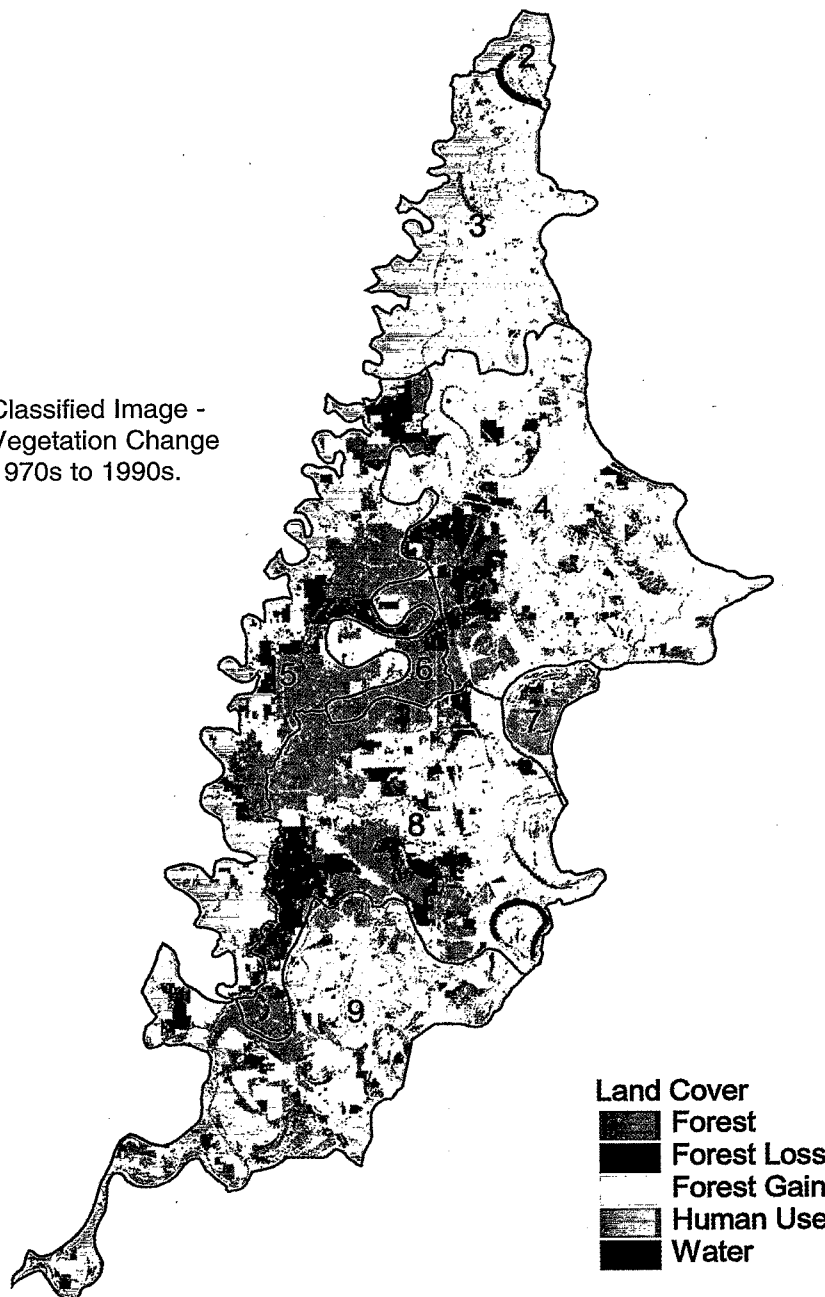 2
3
Classified Image -
Vegetation Change
1970s to 1990s.
4
5
6
7
8
9
Land Cover
Forest
Forest Loss
Forest Gain
Human Use
Water